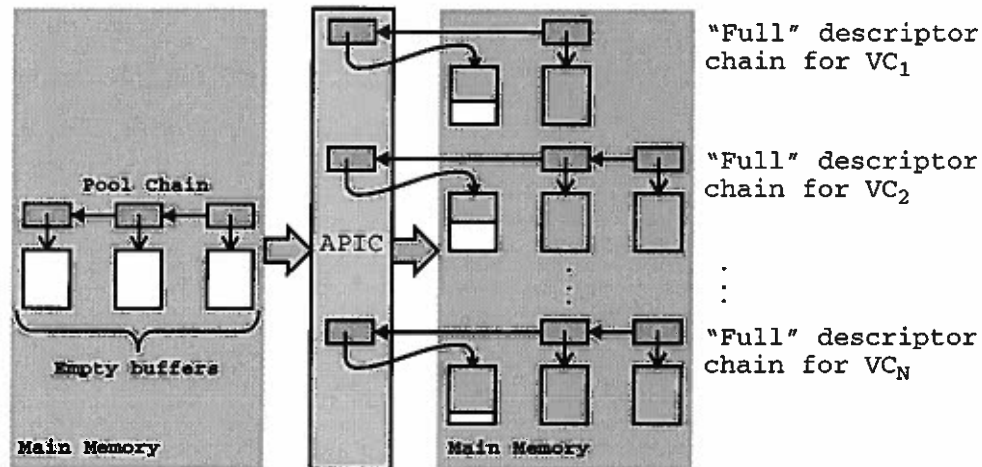 "Full" descriptor
chain for VC1
"Full" descriptor
chain for VC2
Pool Chain
APIC
"Full" descriptor
chain for VCN
Empty buffers
Main Memory
Main Memory